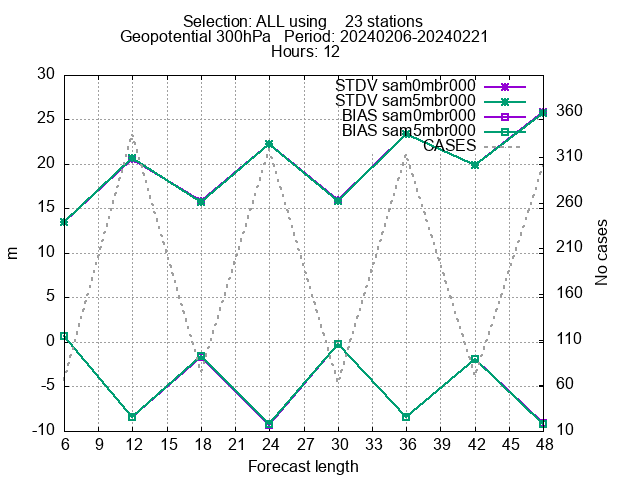 Selection: ALL using    23 stations
Geopotential 300hPa   Period: 20240206-20240221
Hours: 12
STDV sam0mbr000
STDV sam5mbr000
BIAS sam0mbr000
BIAS sam5mbr000
CASES
30
25
20
15
10
5
0
-5
-10
m
360
310
260
210
160
110
60
10
No cases
6 9 12 15 18 21 24 27 30 33 36 39 42 45 48
Forecast length